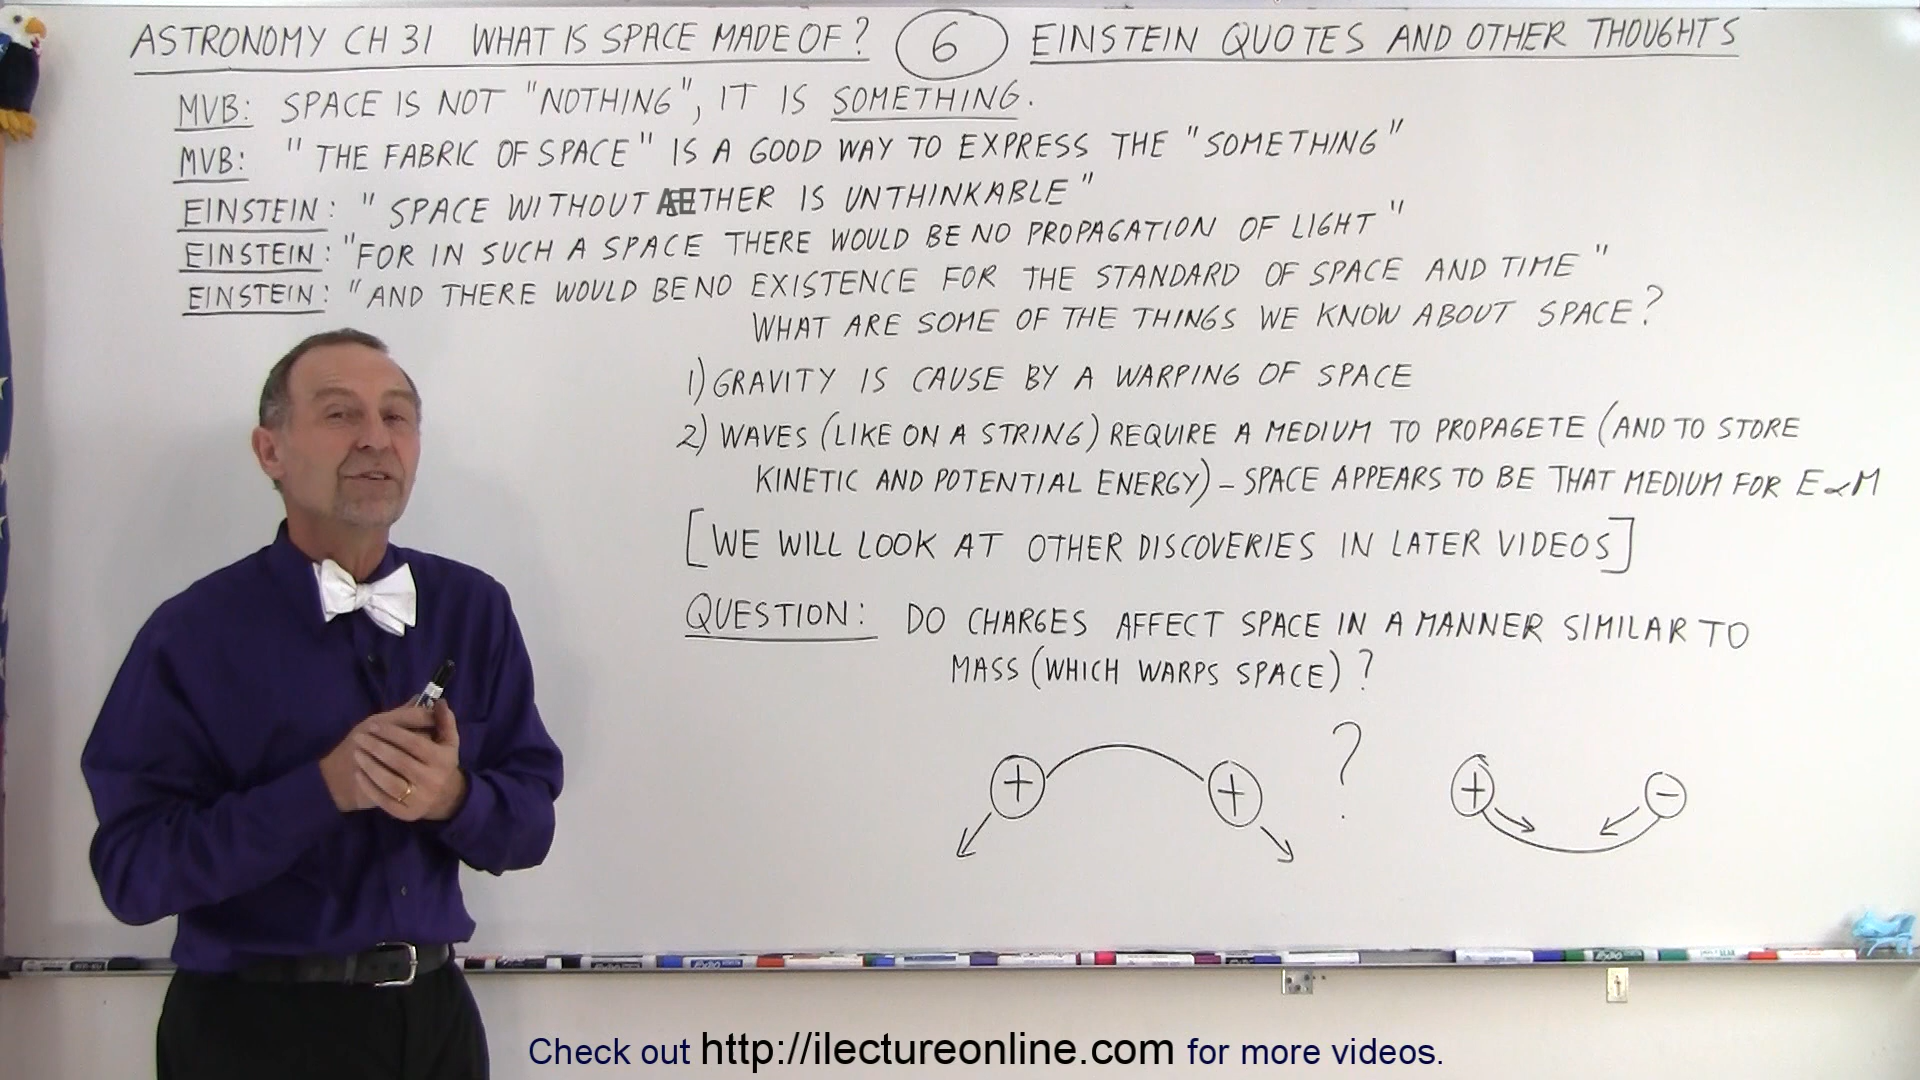 ASTRONOMY CH 31 WHAT IS SPACE MADE OF? 6 EINSTEIN QUOTES AND OTHER THOUGHTS
MVB: SPACE IS NOT "NOTHING", IT IS SOMETHING.
MVB: "THE FABRIC OF SPACE" IS A GOOD WAY TO EXPRESS THE "SOMETHING"
EINSTEIN: "SPACE WITHOUT AETHER IS UNTHINKABLE"
EINSTEIN: "FOR IN SUCH A SPACE THERE WOULD BE NO PROPAGATION OF LIGHT"
EINSTEIN: "AND THERE WOULD BE NO EXISTENCE FOR THE STANDARD OF SPACE AND TIME"
WHAT ARE SOME OF THE THINGS WE KNOW ABOUT SPACE?
1) GRAVITY IS CAUSE BY A WARPING OF SPACE
2) WAVES (LIKE ON A STRING) REQUIRE A MEDIUM TO PROPAGETE (AND TO STORE
KINETIC AND POTENTIAL ENERGY) – SPACE APPEARS TO BE THAT MEDIUM FOR E & M
[WE WILL LOOK AT OTHER DISCOVERIES IN LATER VIDEOS]
QUESTION: DO CHARGES AFFECT SPACE IN A MANNER SIMILAR TO
MASS (WHICH WARPS SPACE)?
+ + ? + -
Check out http://ilectureonline.com for more videos.